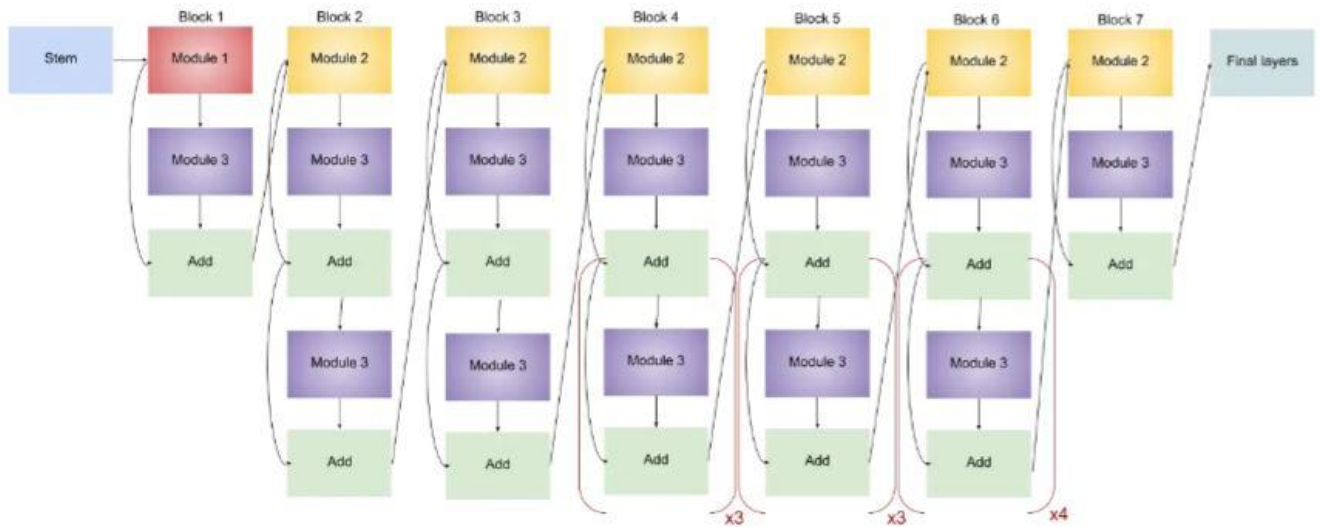 Block 1 Block 2 Block 3 Block 4 Block 5 Block 6 Block 7
Stem Module 1 Module 2 Module 2 Module 2 Module 2 Module 2 Module 2 Final layers
Module 3 Module 3 Module 3 Module 3 Module 3 Module 3 Module 3
Add Add Add Add Add Add Add
Module 3 Module 3 Module 3 Module 3 Module 3
Add Add Add Add Add
x3 x3 x4